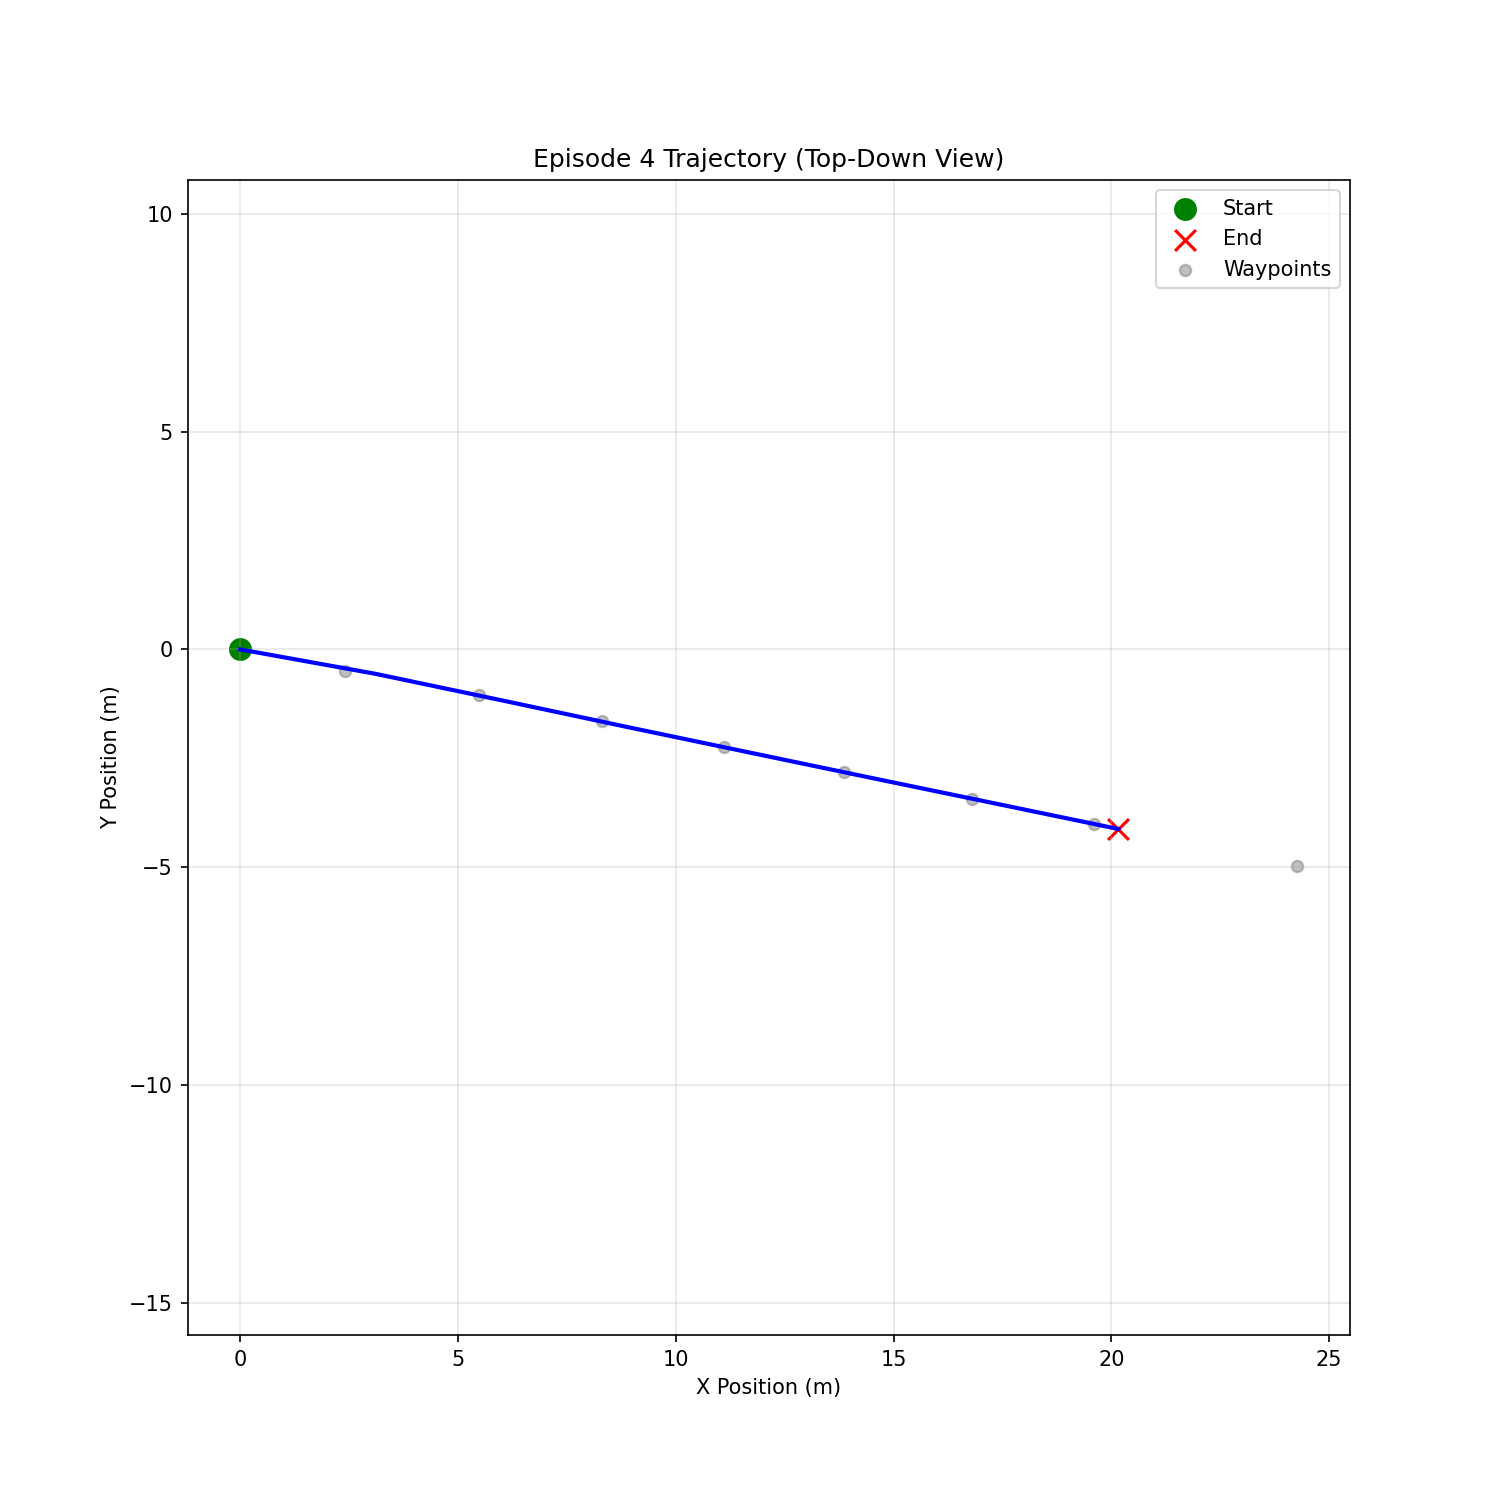 Episode 4 Trajectory (Top-Down View)
Start
End
Waypoints
10
5
0
−5
−10
−15
Y Position (m)
0 5 10 15 20 25
X Position (m)